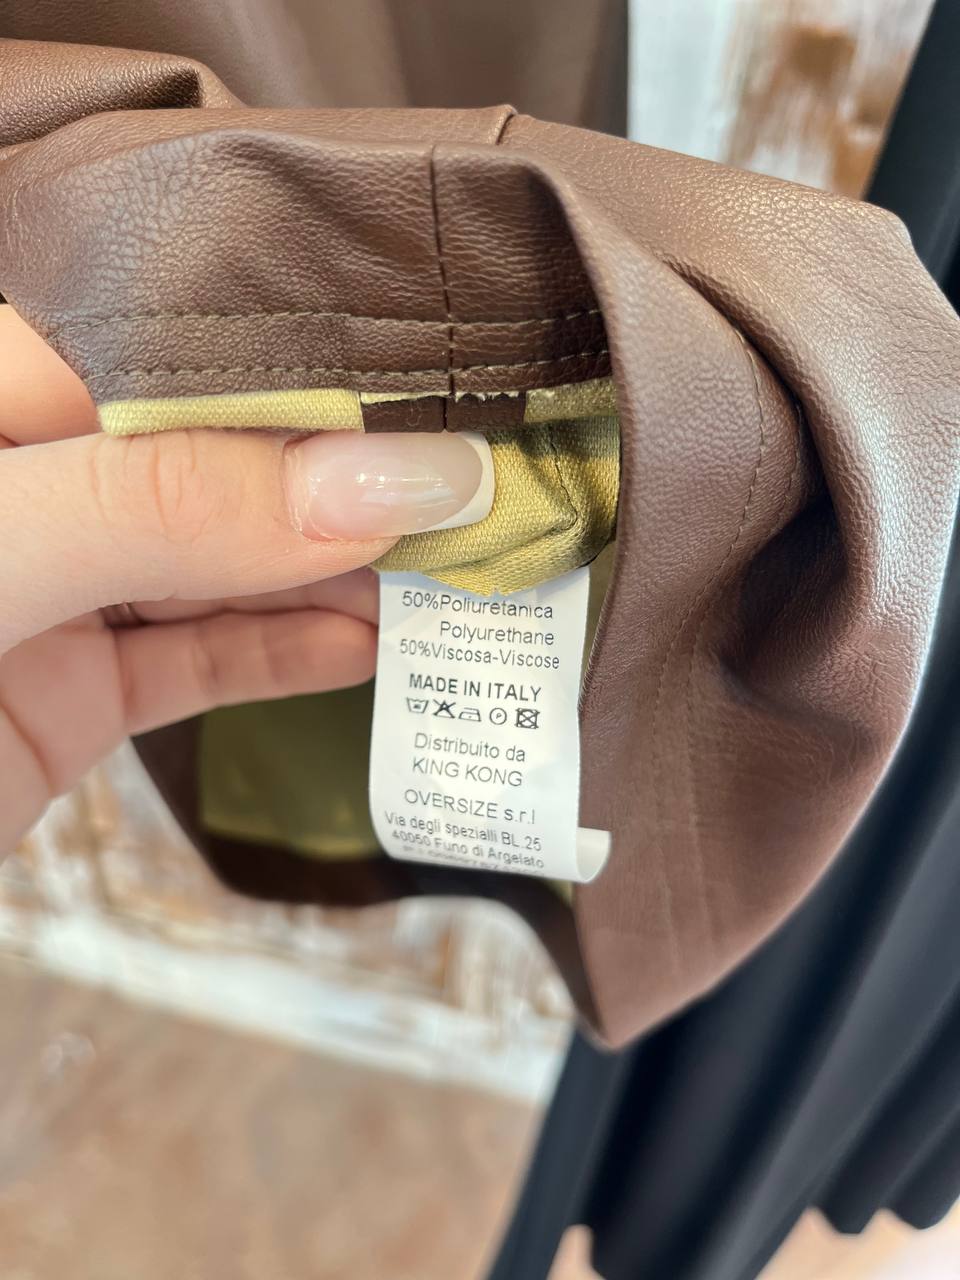 50%Poliuretanica
Polyurethane
50%Viscosa-Viscose
MADE IN ITALY
P
Distribuito da
KING KONG
OVERSIZE s.r.l
Via degli spezialli BL.25
40050 Funo di Argelato